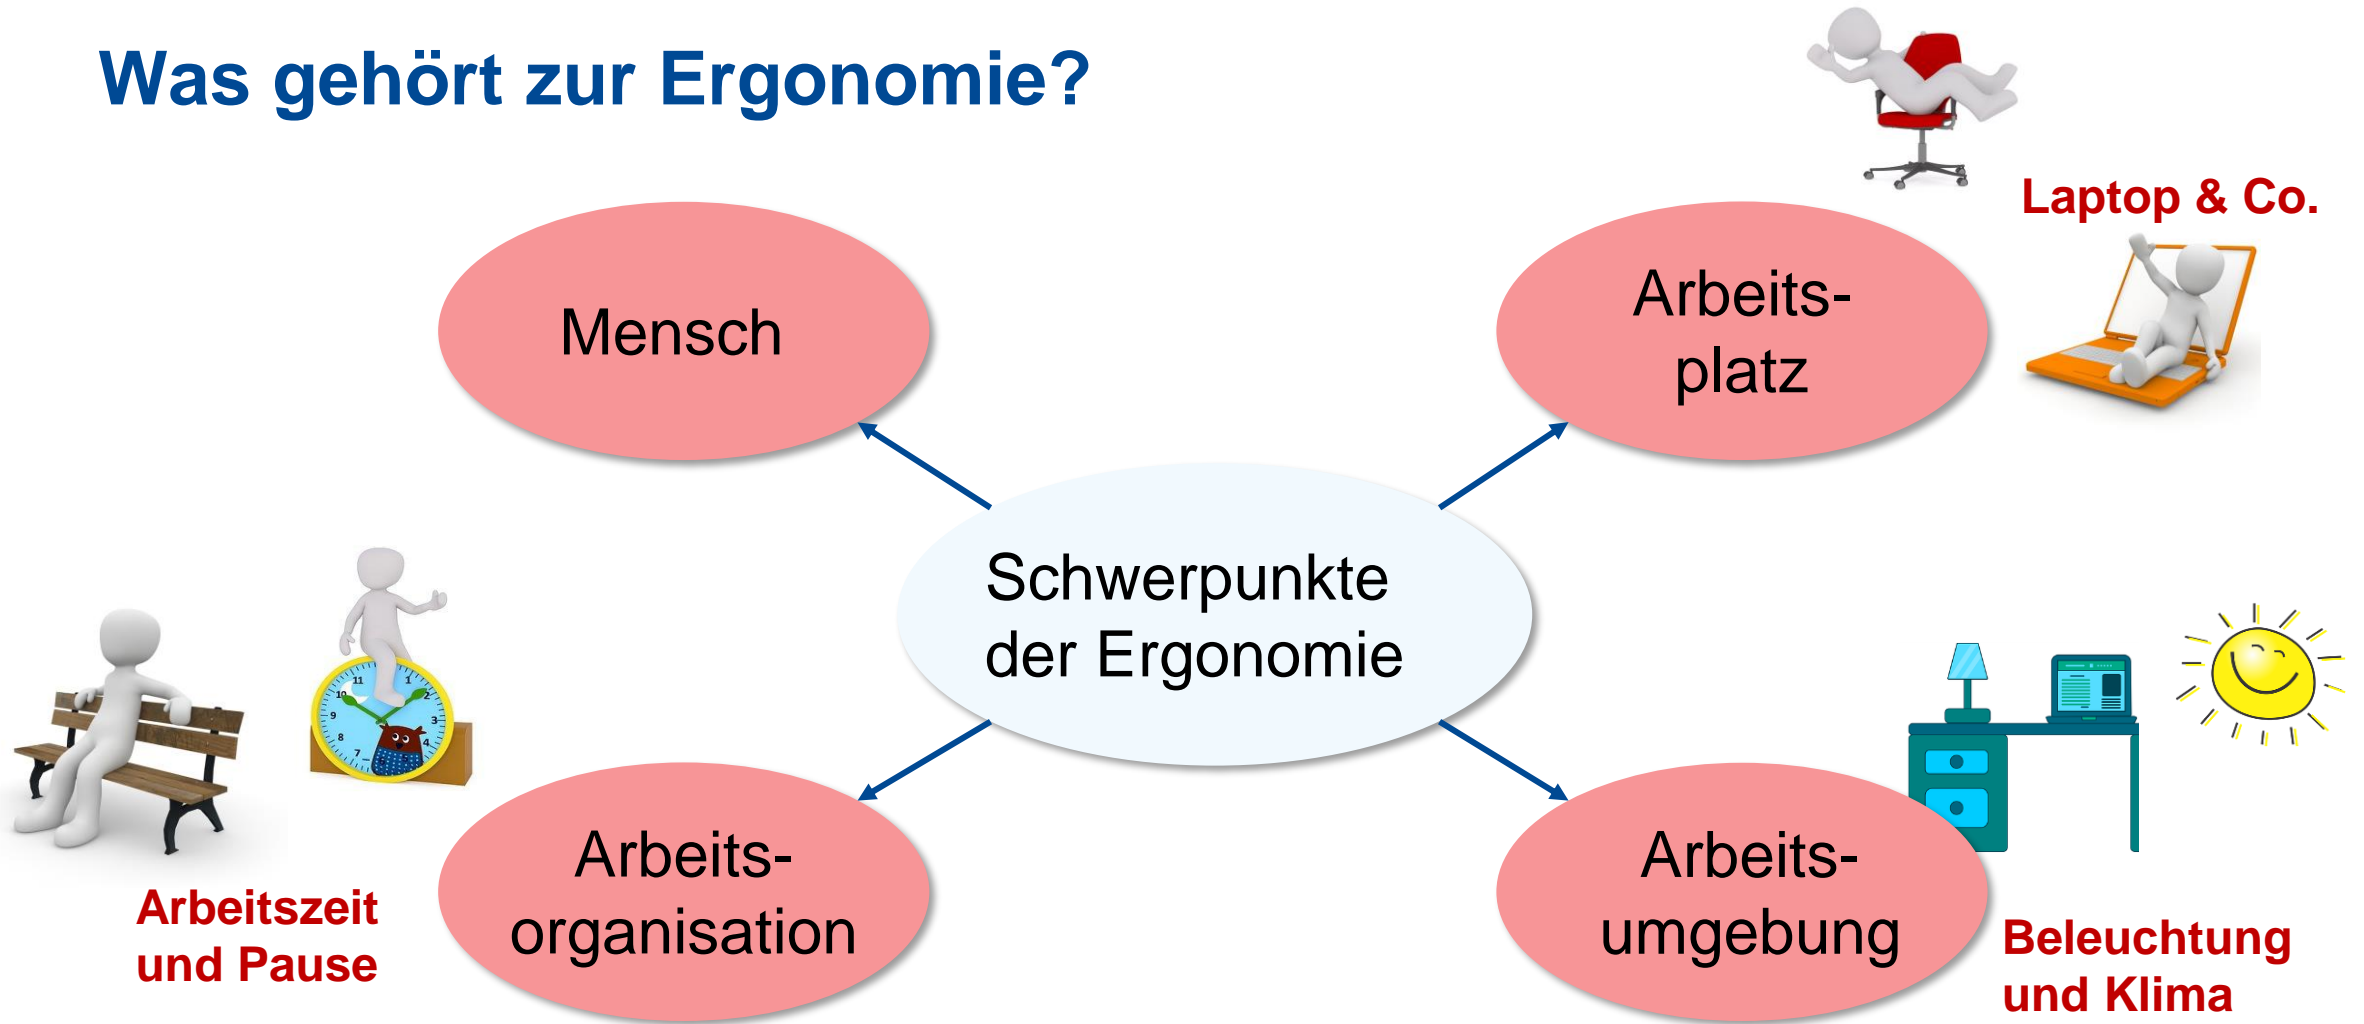 Was gehört zur Ergonomie?
Laptop & Co.
Mensch
Arbeits-
platz
Schwerpunkte
der Ergonomie
Arbeits-
organisation
Arbeitszeit
und Pause
Arbeits-
umgebung
Beleuchtung
und Klima